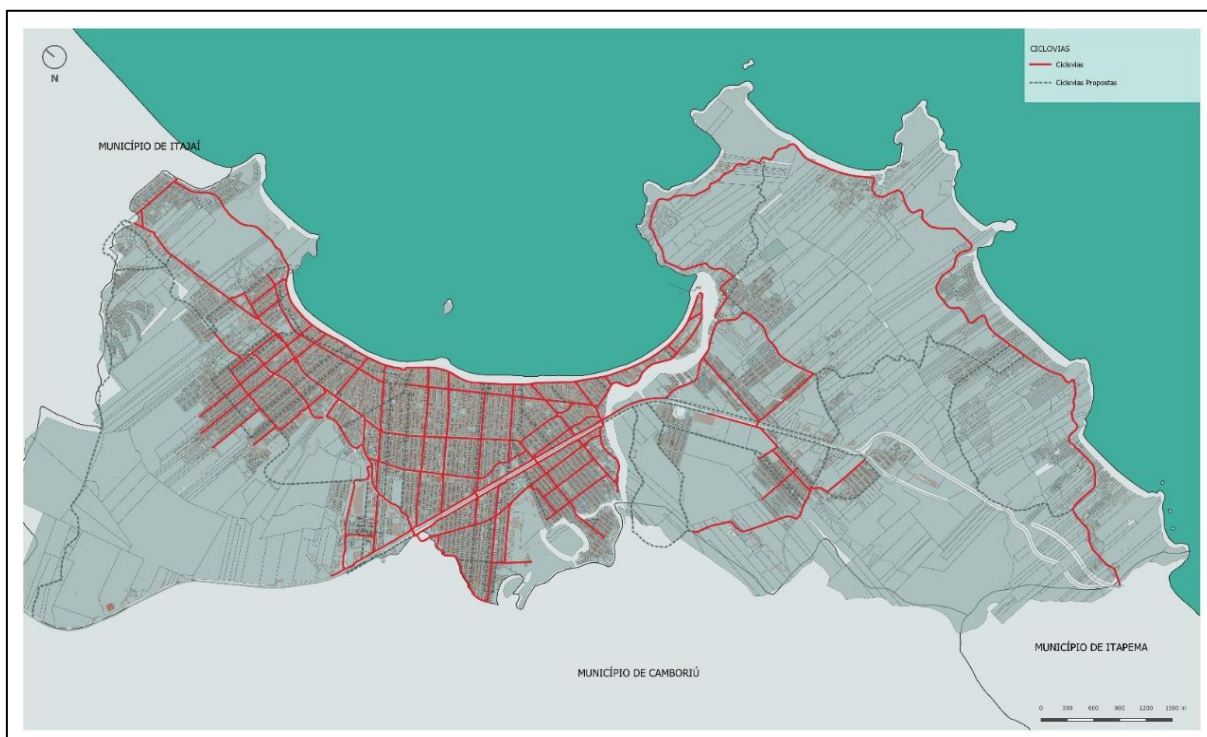 N
MUNICÍPIO DE ITAJAÍ
CICLOVIAS
Ciclovias
Ciclovias Propostas
MUNICÍPIO DE CAMBORIÚ
MUNICÍPIO DE ITAPEMA
0 300 600 900 1200 1500 m